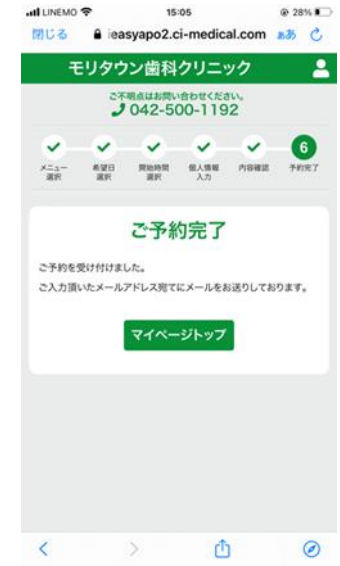 LINEMO 15:05 28%
閉じる easyapo2.ci-medical.com ああ
モリタウン歯科クリニック
ご不明点はお問い合わせください。
042-500-1192
6
メニュー選択 希望日選択 開始時間選択 個人情報入力 内容確認 予約完了
ご予約完了
ご予約を受け付けました。
ご入力頂いたメールアドレス宛てにメールをお送りしております。
マイページトップ